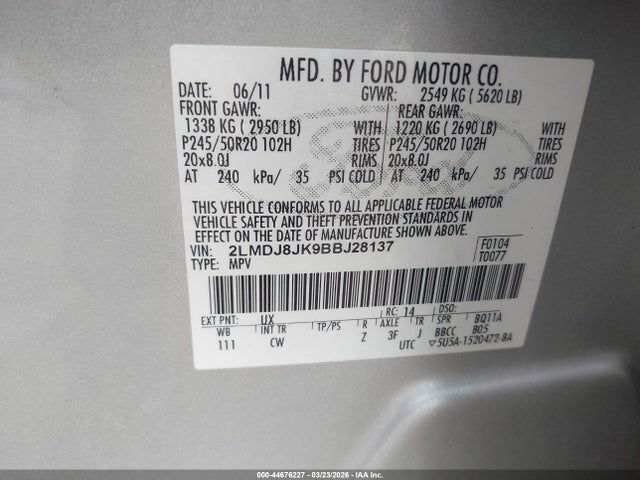 MFD. BY FORD MOTOR CO.
DATE: 06/11 GVWR: 2549 KG ( 5620 LB)
FRONT GAWR: REAR GAWR:
1338 KG ( 2950 LB) WITH 1220 KG ( 2690 LB) WITH
P245/50R20 102H TIRES P245/50R20 102H TIRES
20x8.0J RIMS 20x8.0J RIMS
AT 240 kPa/ 35 PSI COLD AT 240 kPa/ 35 PSI COLD
THIS VEHICLE CONFORMS TO ALL APPLICABLE FEDERAL MOTOR
VEHICLE SAFETY AND THEFT PREVENTION STANDARDS IN
EFFECT ON THE DATE OF MANUFACTURE SHOWN ABOVE.
VIN: 2LMDJ8JK9BBJ28137 F0104
TYPE: MPV T0077
EXT PNT: UX RC: 14 DSO:
WB INT TR TP/PS R AXLE TR SPR BQ11A
111 CW Z 3F J BBCC 805
UTC ▽5U5A-1520472-BA
000-44676227 - 03/23/2026 - IAA Inc.